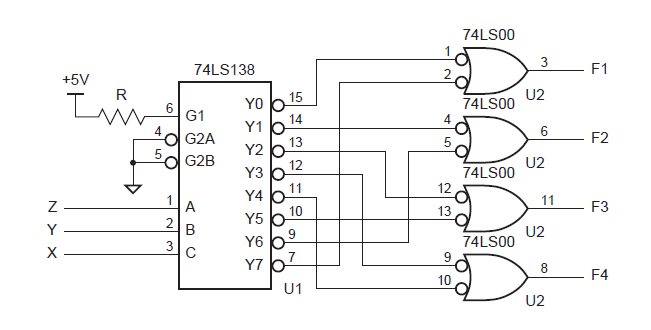 74LS00
1
3
F1
2
U2
+5V
74LS138
R
6
G1
Y0
15
74LS00
4
G2A
Y1
14
4
6
F2
5
G2B
Y2
13
5
U2
Y3
12
74LS00
Z
1
A
Y4
11
12
11
F3
Y
2
B
Y5
10
13
U2
X
3
C
Y6
9
74LS00
Y7
7
9
8
F4
U1
10
U2